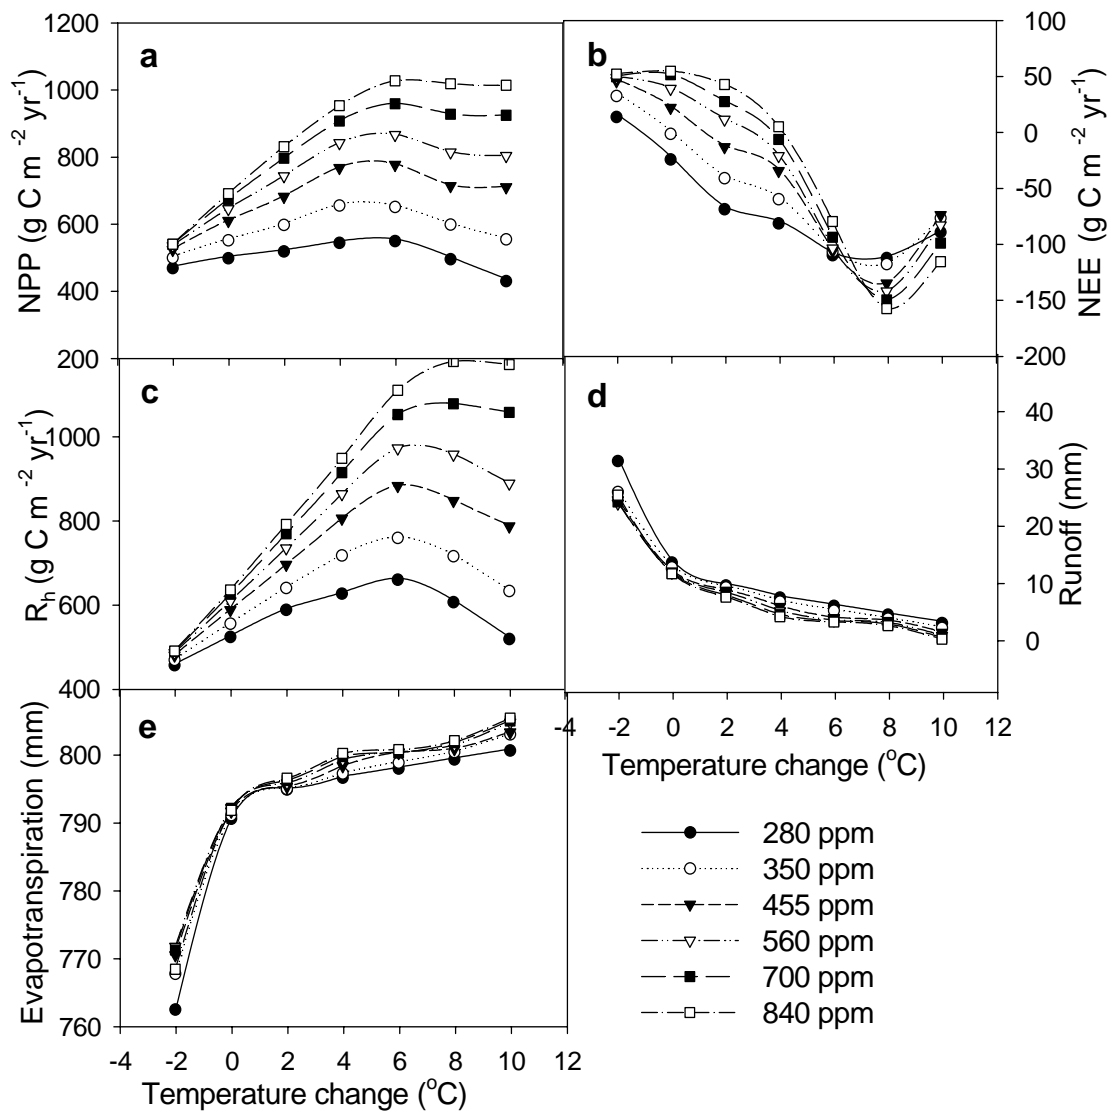 a
NPP (g C m -2 yr-1)
1200
1000
800
600
400
b
NEE (g C m -2 yr-1)
100
50
0
-50
-100
-150
-200
c
Rh (g C m -2 yr-1)
200
1000
800
600
400
d
Runoff (mm)
40
30
20
10
0
-4 -2 0 2 4 6 8 10 12
Temperature change (oC)
e
Evapotranspiration (mm)
800
790
780
770
760
-4 -2 0 2 4 6 8 10 12
Temperature change (oC)
280 ppm
350 ppm
455 ppm
560 ppm
700 ppm
840 ppm